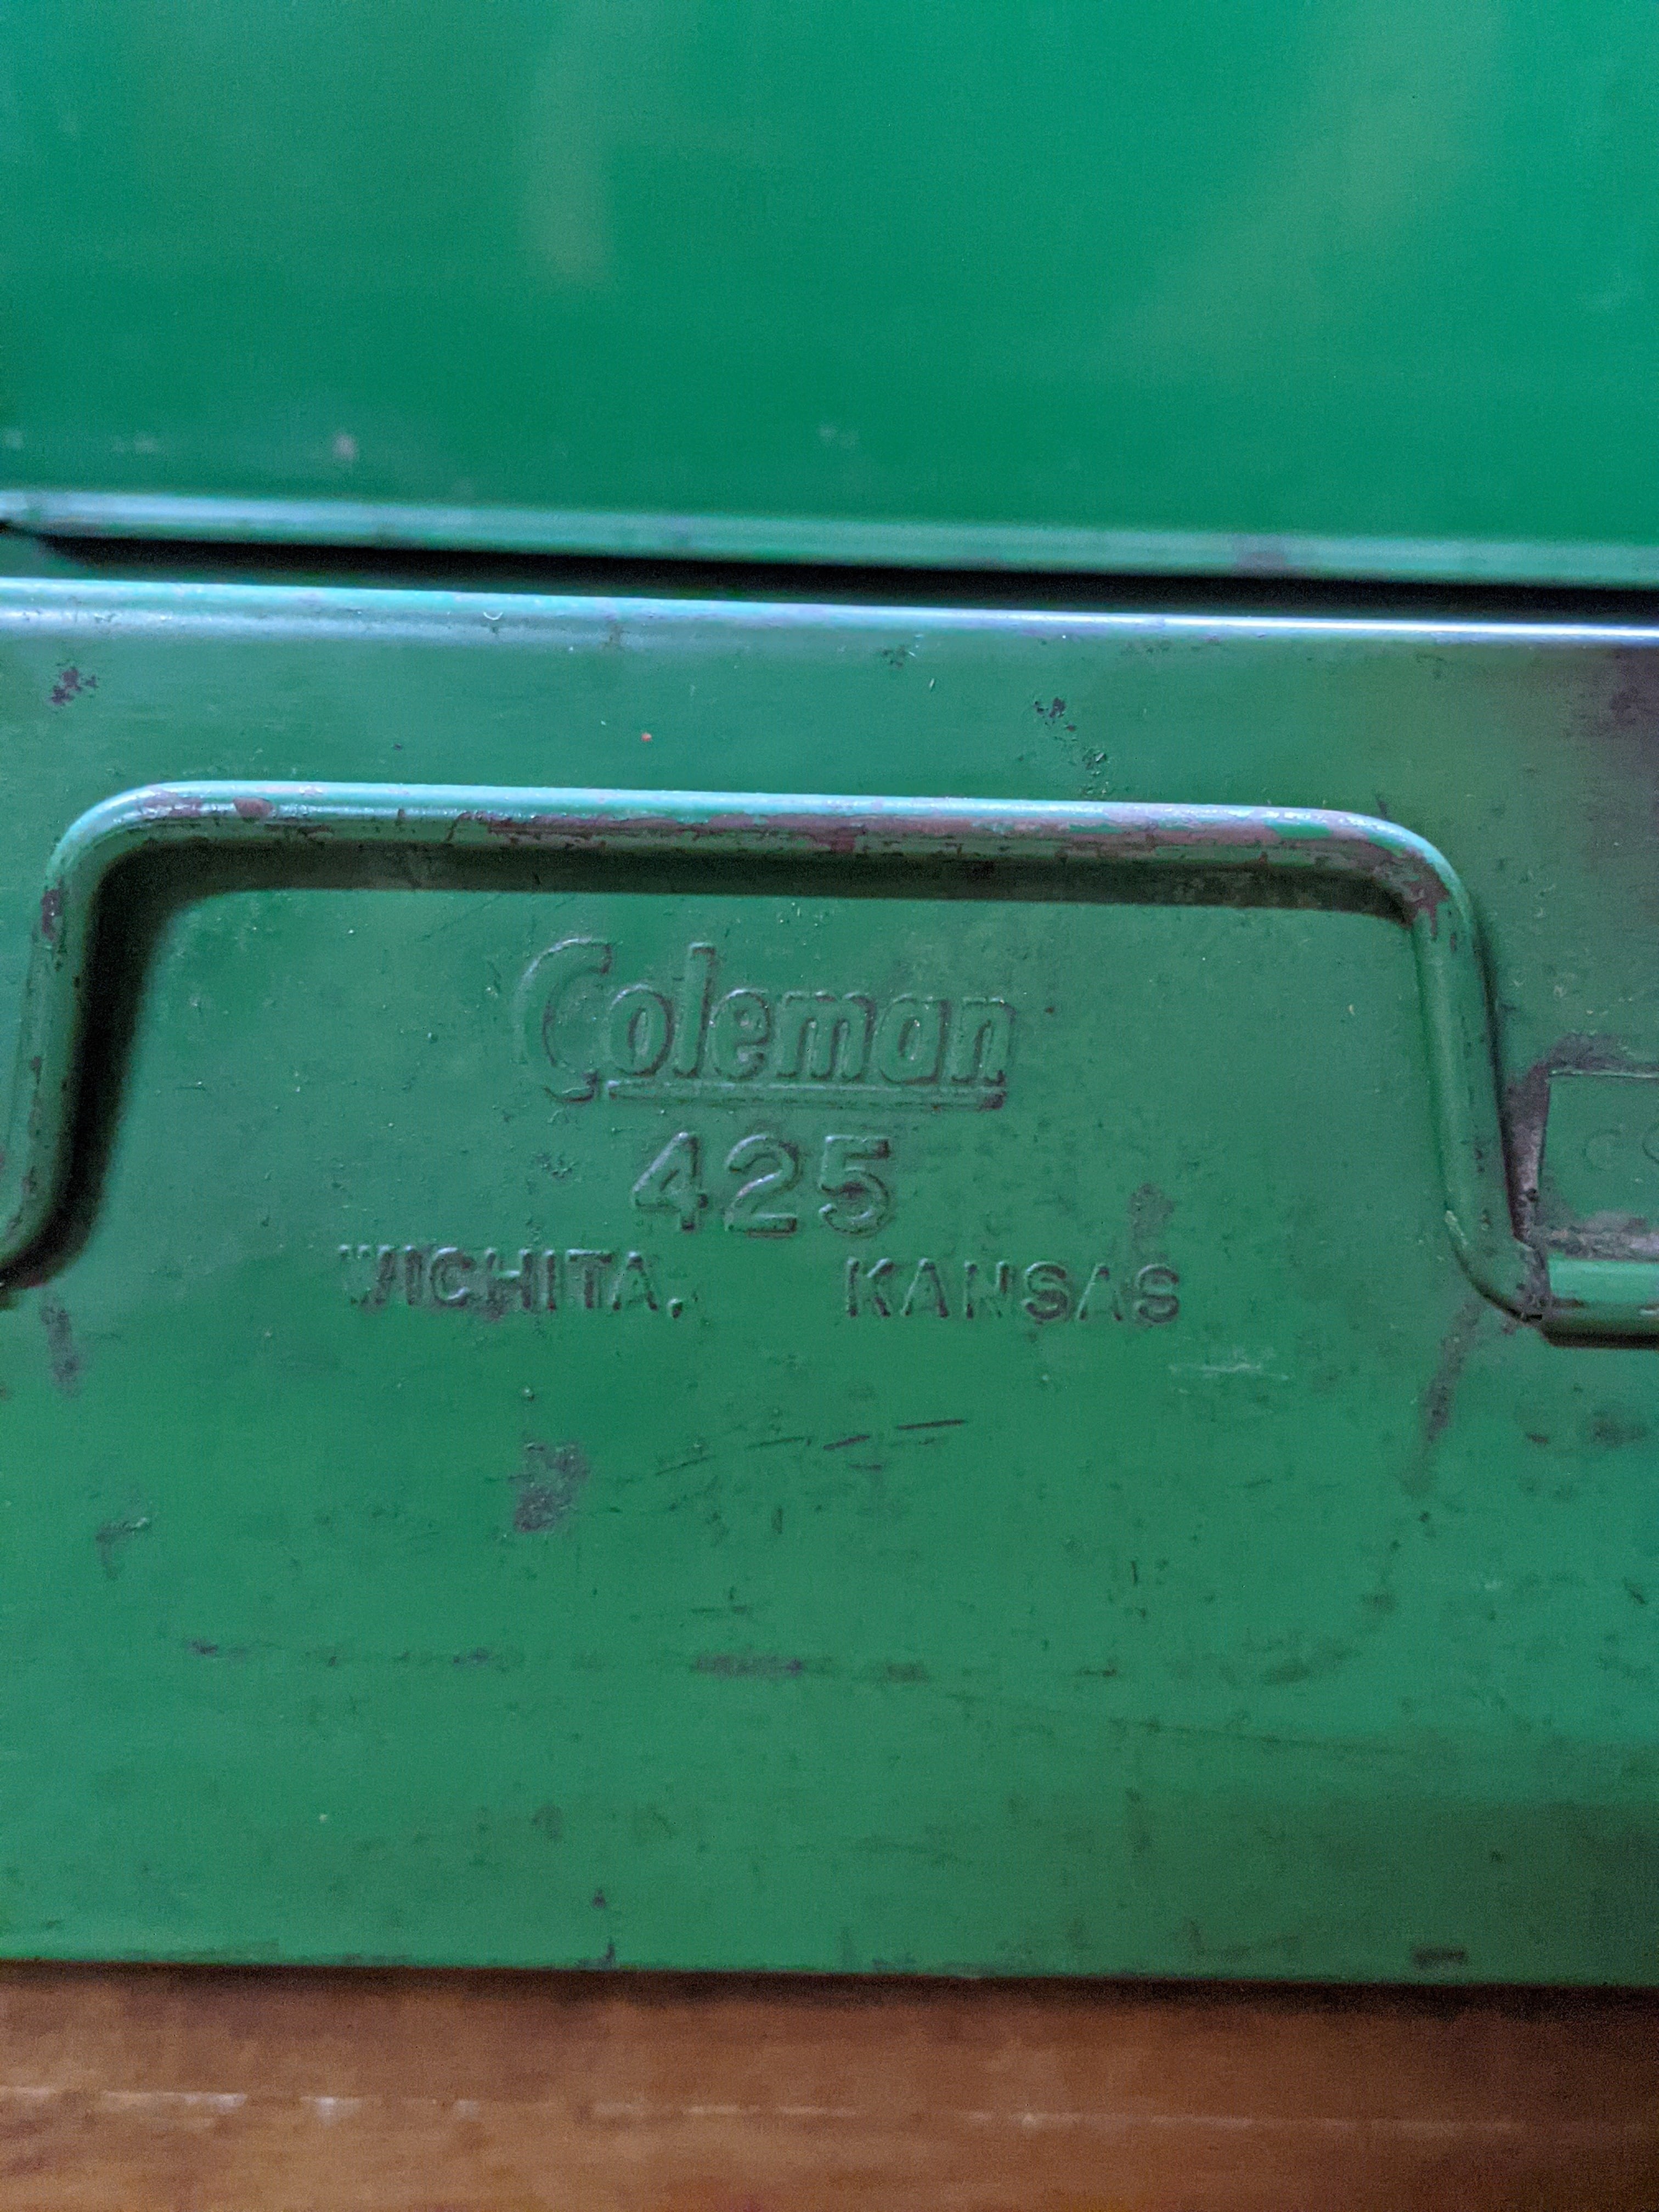 Coleman
425
WICHITA, KANSAS